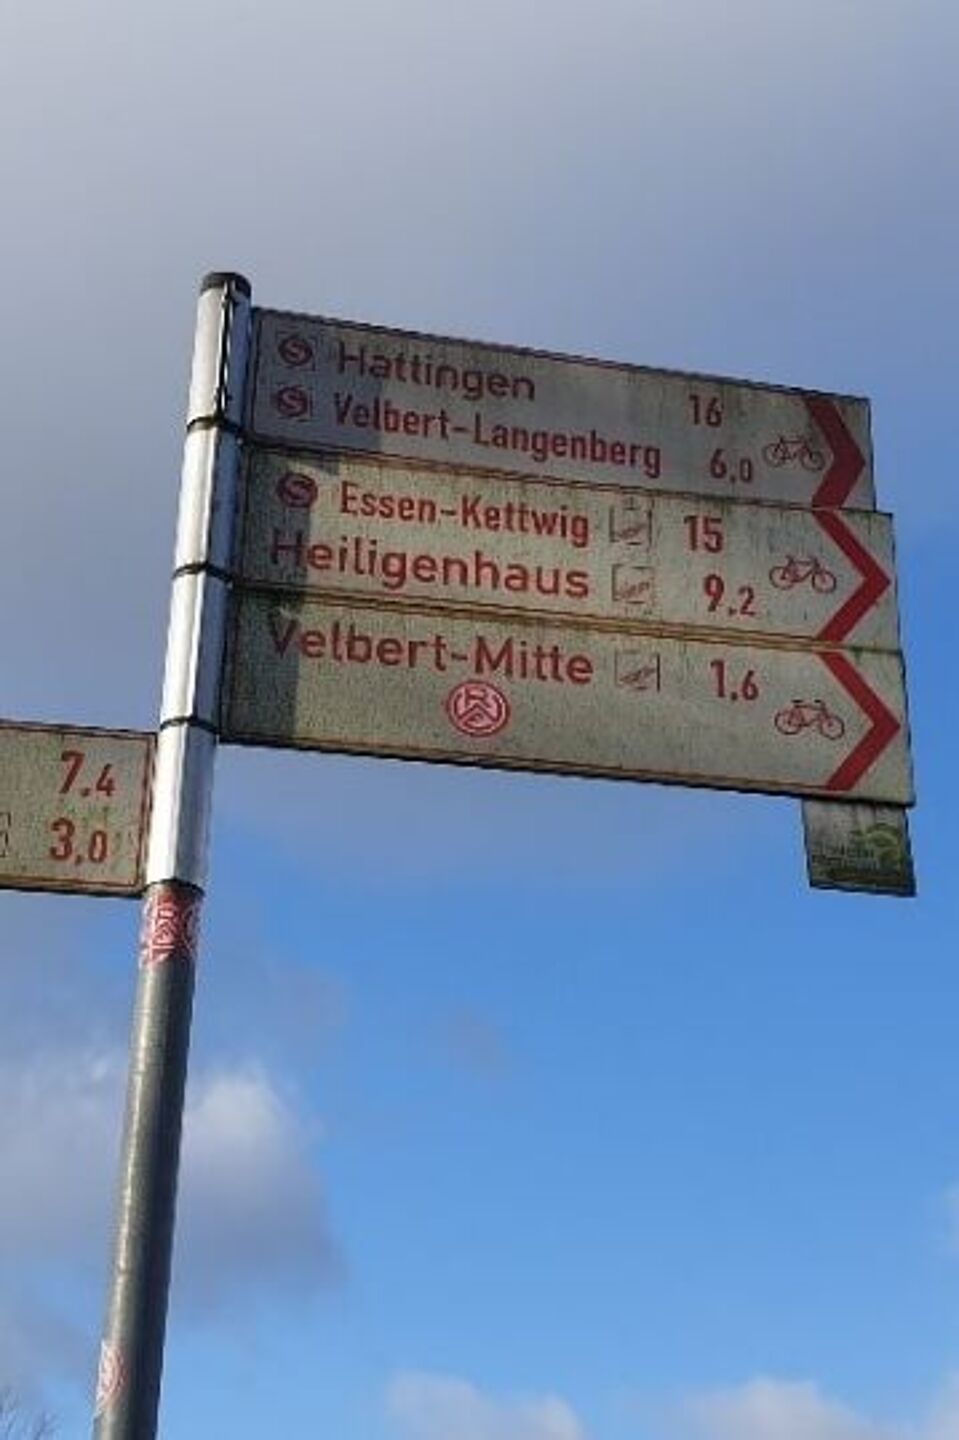 S Hattingen 16
S Velbert-Langenberg 6,0
S Essen-Kettwig 15
Heiligenhaus 9.2
Velbert-Mitte 1,6
7.4
3,0